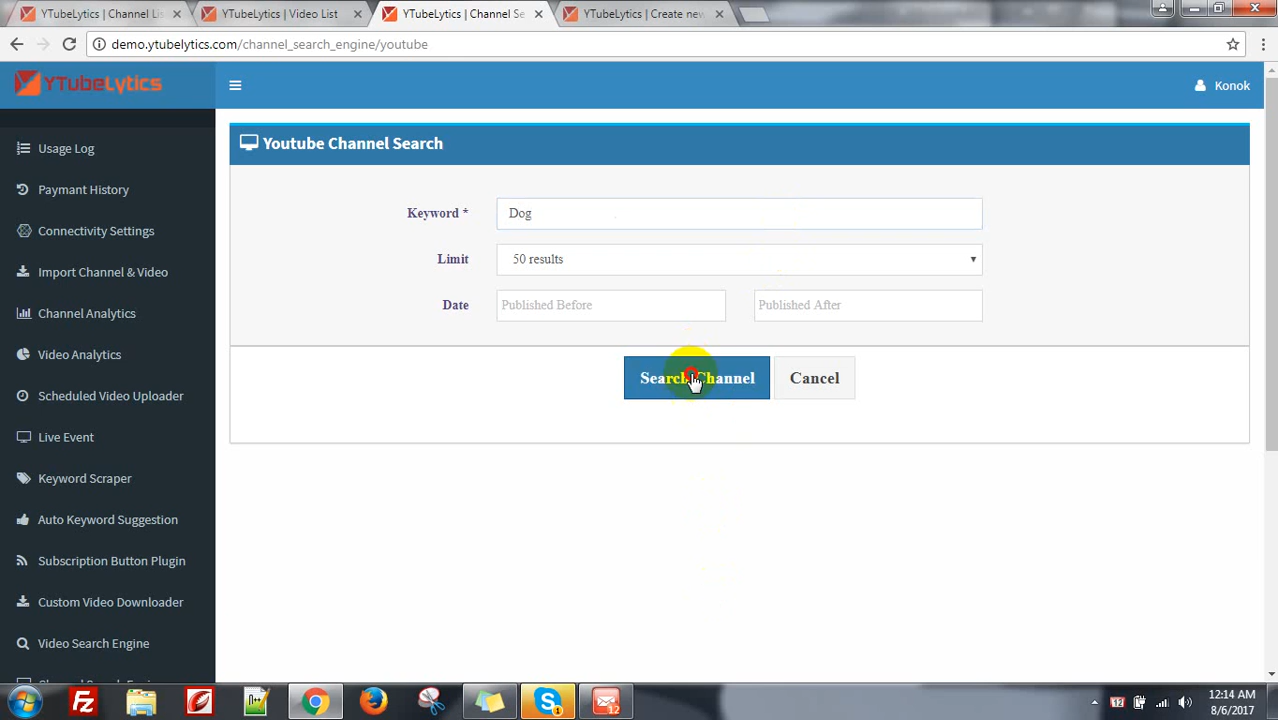 YTubeLytics | Channel Lis
YTubeLytics | Video List
YTubeLytics | Channel Se
YTubeLytics | Create new
demo.ytubelytics.com/channel_search_engine/youtube
YTubeLytics
Konok
Usage Log
Paymant History
Connectivity Settings
Import Channel & Video
Channel Analytics
Video Analytics
Scheduled Video Uploader
Live Event
Keyword Scraper
Auto Keyword Suggestion
Subscription Button Plugin
Custom Video Downloader
Video Search Engine
Youtube Channel Search
Keyword *
Dog
Limit
50 results
Date
Published Before
Published After
Search Channel
Cancel
12:14 AM
8/6/2017